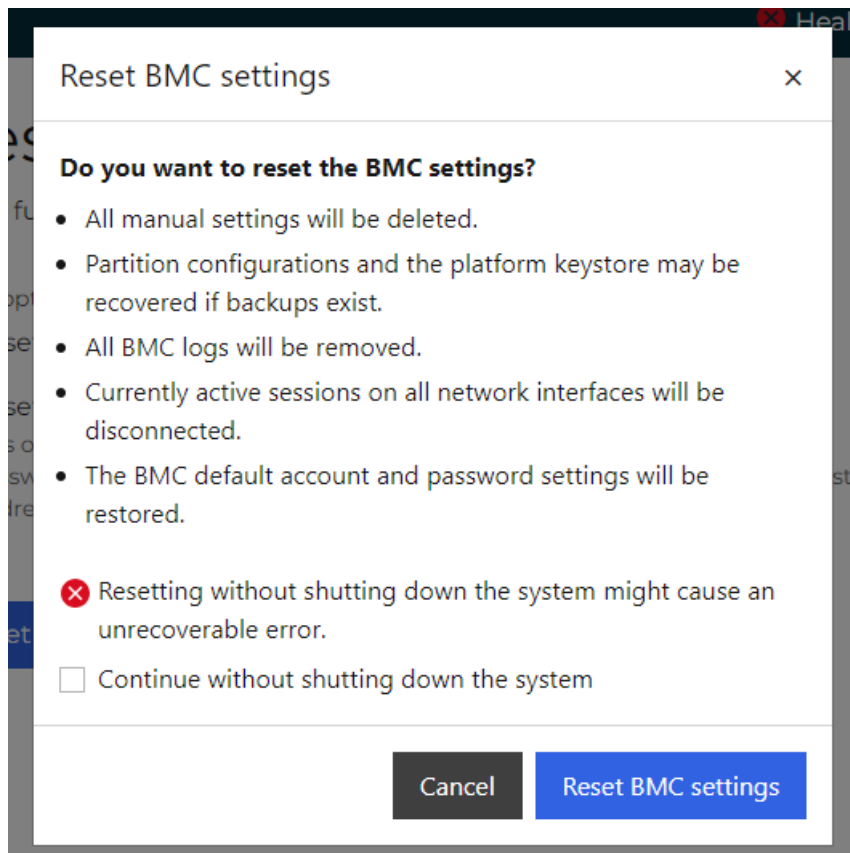 Heal
Reset BMC settings
×
Do you want to reset the BMC settings?
• All manual settings will be deleted.
• Partition configurations and the platform keystore may be
recovered if backups exist.
• All BMC logs will be removed.
• Currently active sessions on all network interfaces will be
disconnected.
• The BMC default account and password settings will be
restored.
Resetting without shutting down the system might cause an
unrecoverable error.
Continue without shutting down the system
Cancel
Reset BMC settings